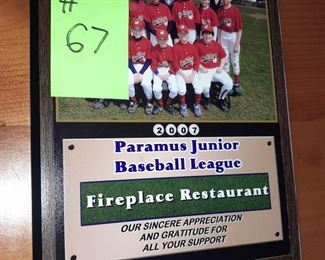 #
67
2007
Paramus Junior
Baseball League
Fireplace Restaurant
OUR SINCERE APPRECIATION
AND GRATITUDE FOR
ALL YOUR SUPPORT